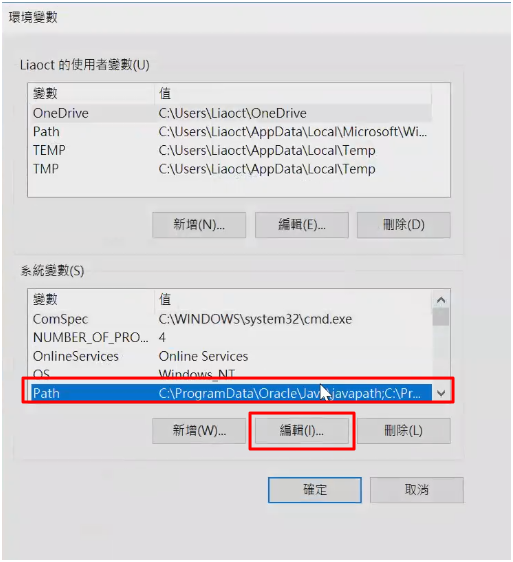 環境變數
Liaoct 的使用者變數(U)
變數 值
OneDrive C:\Users\Liaoct\OneDrive
Path C:\Users\Liaoct\AppData\Local\Microsoft\Wi...
TEMP C:\Users\Liaoct\AppData\Local\Temp
TMP C:\Users\Liaoct\AppData\Local\Temp
新增(N)... 編輯(E)... 刪除(D)
系統變數(S)
變數 值
ComSpec C:\WINDOWS\system32\cmd.exe
NUMBER_OF_PRO... 4
OnlineServices Online Services
OS Windows_NT
Path C:\ProgramData\Oracle\Java\javapath;C:\Pr...
新增(W)... 編輯(I)... 刪除(L)
確定 取消